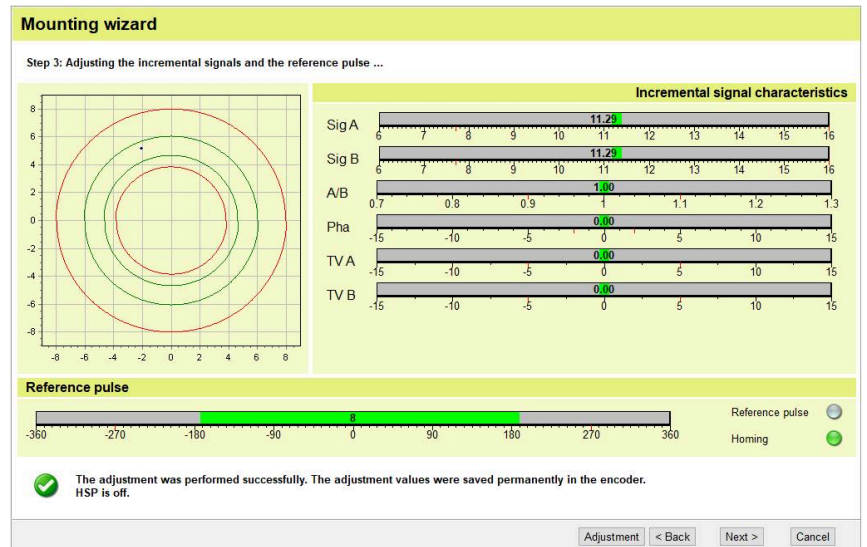 Mounting wizard
Step 3: Adjusting the incremental signals and the reference pulse ...
Incremental signal characteristics
8
6
4
2
0
-2
-4
-6
-8
-8 -6 -4 -2 0 2 4 6 8
Sig A 11.29
6 7 8 9 10 11 12 13 14 15 16
Sig B 11.29
6 7 8 9 10 11 12 13 14 15 16
A/B 1.00
0.7 0.8 0.9 1 1.1 1.2 1.3
Pha 0.00
-15 -10 -5 0 5 10 15
TV A 0.00
-15 -10 -5 0 5 10 15
TV B 0.00
-15 -10 -5 0 5 10 15
Reference pulse
8
-360 -270 -180 -90 0 90 180 270 360
Reference pulse
Homing
The adjustment was performed successfully. The adjustment values were saved permanently in the encoder.
HSP is off.
Adjustment < Back Next > Cancel